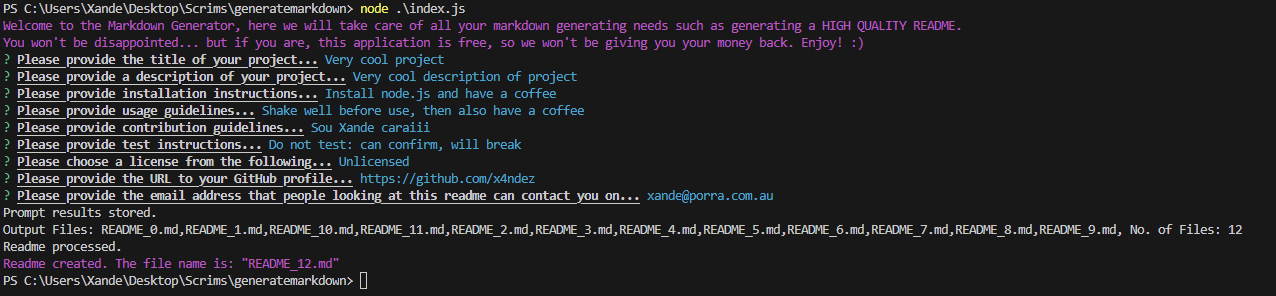 PS C:\Users\Xande\Desktop\Scrims\generatemarkdown> node .\index.js
Welcome to the Markdown Generator, here we will take care of all your markdown generating needs such as generating a HIGH QUALITY README.
You won't be disappointed... but if you are, this application is free, so we won't be giving you your money back. Enjoy! :)
? Please provide the title of your project... Very cool project
? Please provide a description of your project... Very cool description of project
? Please provide installation instructions... Install node.js and have a coffee
? Please provide usage guidelines... Shake well before use, then also have a coffee
? Please provide contribution guidelines... Sou Xande caraiii
? Please provide test instructions... Do not test: can confirm, will break
? Please choose a license from the following... Unlicensed
? Please provide the URL to your GitHub profile... https://github.com/x4ndez
? Please provide the email address that people looking at this readme can contact you on... xande@porra.com.au
Prompt results stored.
Output Files: README_0.md,README_1.md,README_10.md,README_11.md,README_2.md,README_3.md,README_4.md,README_5.md,README_6.md,README_7.md,README_8.md,README_9.md, No. of Files: 12
Readme processed.
Readme created. The file name is: "README_12.md"
PS C:\Users\Xande\Desktop\Scrims\generatemarkdown>